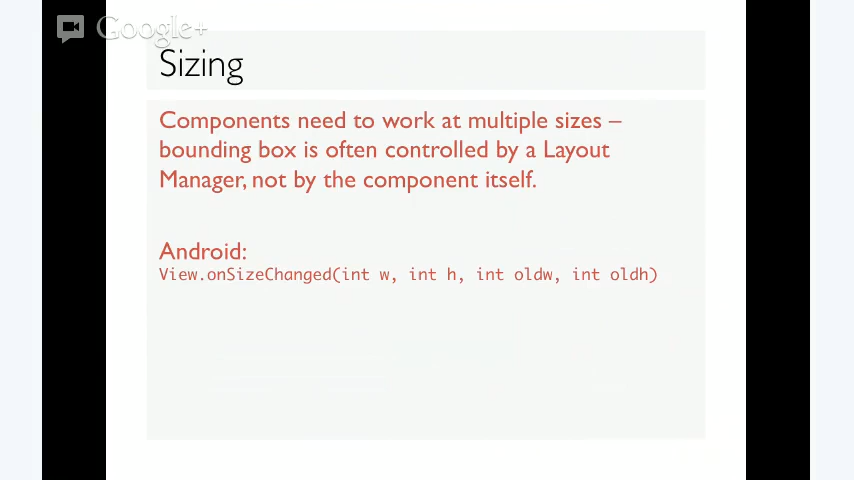 Google+
Sizing
Components need to work at multiple sizes –
bounding box is often controlled by a Layout
Manager, not by the component itself.
Android:
View.onSizeChanged(int w, int h, int oldw, int oldh)